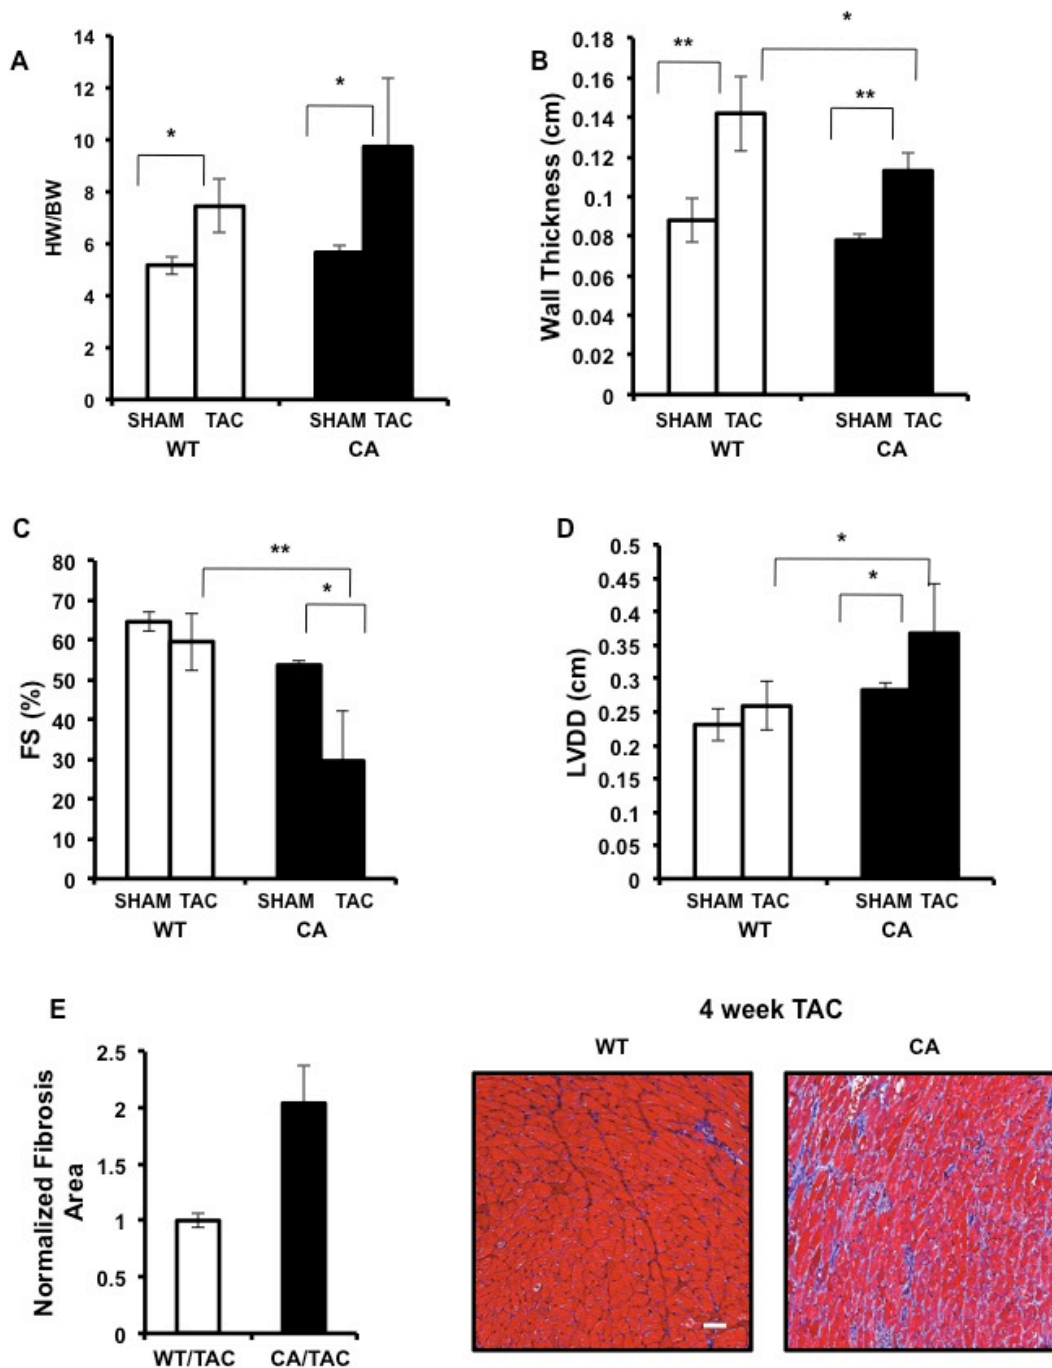 A
14
12
10
8
6
4
2
0
HW/BW
*
*
SHAM TAC SHAM TAC
WT CA
B
0.18
0.16
0.14
0.12
0.1
0.08
0.06
0.04
0.02
0
Wall Thickness (cm)
**
*
**
SHAM TAC SHAM TAC
WT CA
C
80
70
60
50
40
30
20
10
0
FS (%)
**
*
SHAM TAC SHAM TAC
WT CA
D
0.5
0.45
0.4
0.35
0.3
0.25
0.2
0.15
0.1
0.05
0
LVDD (cm)
*
*
SHAM TAC SHAM TAC
WT CA
E
2.5
2
1.5
1
0.5
0
Normalized Fibrosis
Area
WT/TAC CA/TAC
4 week TAC
WT CA